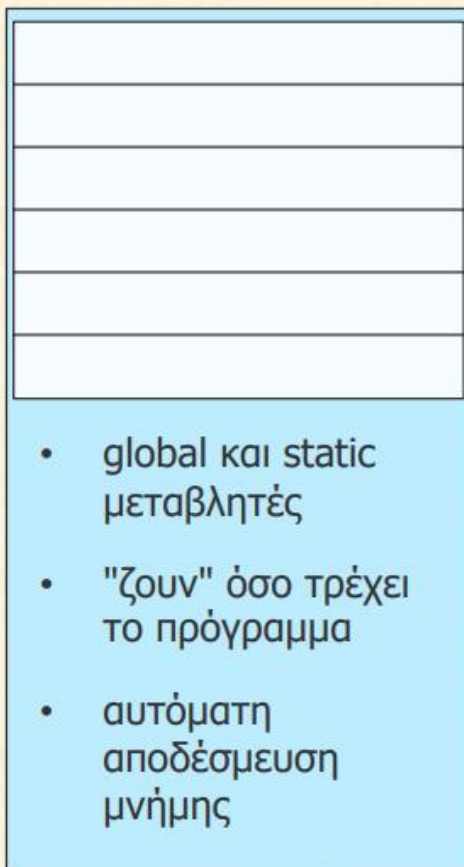 • global και static
μεταβλητές
• "ζουν" όσο τρέχει
το πρόγραμμα
• αυτόματη
αποδέσμευση
μνήμης